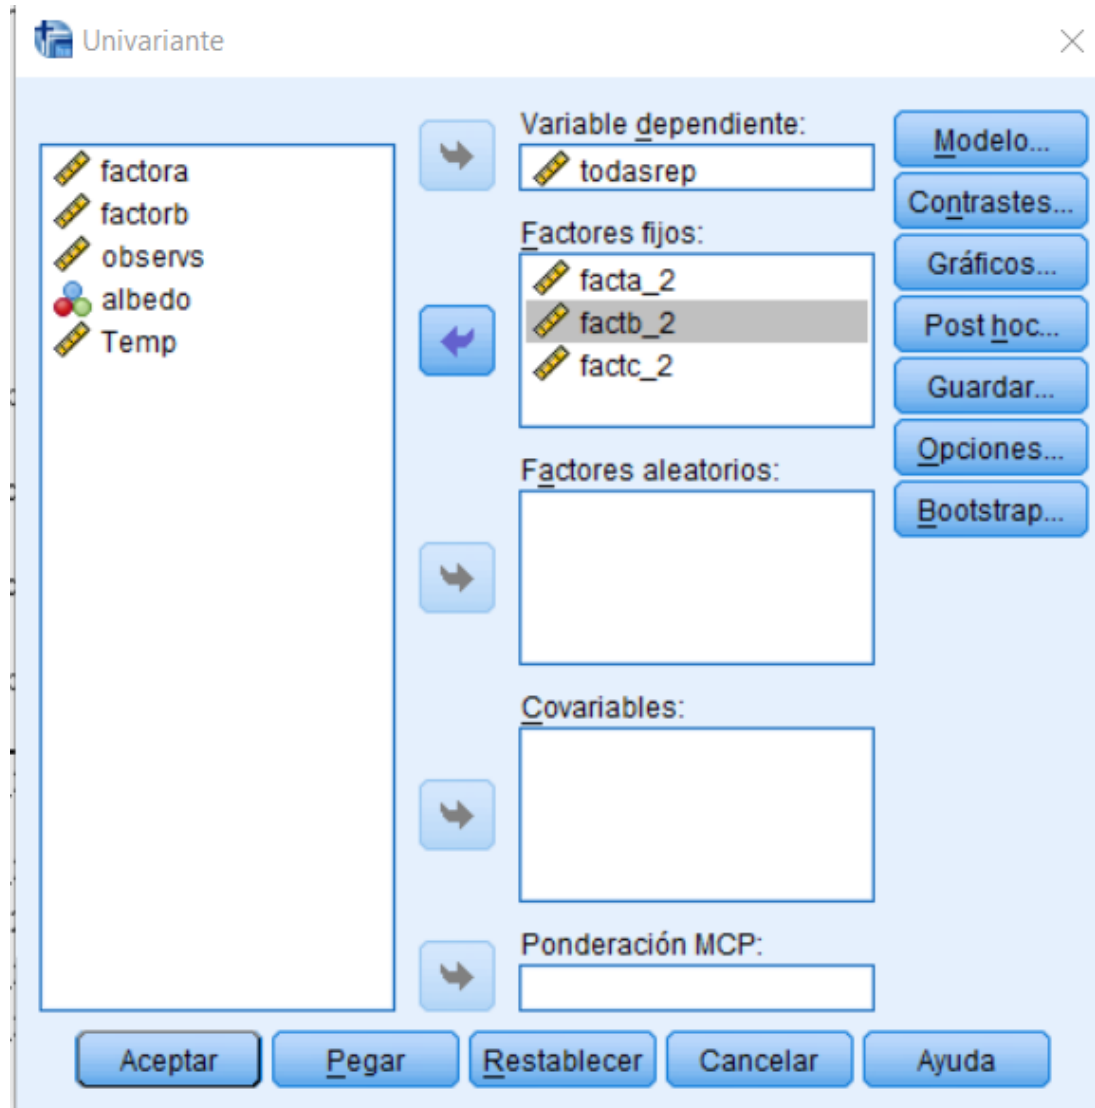 Univariante
factora
factorb
observs
albedo
Temp
Variable dependiente:
todasrep
Factores fijos:
facta_2
factb_2
factc_2
Factores aleatorios:
Covariables:
Ponderación MCP:
Modelo...
Contrastes...
Gráficos...
Post hoc...
Guardar...
Opciones...
Bootstrap...
Aceptar
Pegar
Restablecer
Cancelar
Ayuda